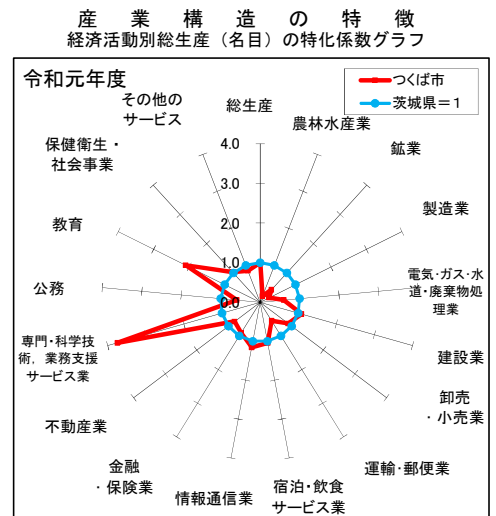 産業構造の特徴
経済活動別総生産（名目）の特化係数グラフ
令和元年度
つくば市
茨城県＝1
総生産
農林水産業
鉱業
製造業
電気･ガス･水
道･廃棄物処
理業
建設業
卸売
・小売業
運輸･郵便業
宿泊･飲食
サービス業
情報通信業
金融
・保険業
不動産業
専門・科学技
術，業務支援
サービス業
公務
教育
保健衛生・
社会事業
その他の
サービス
4.0
3.0
2.0
1.0
0.0